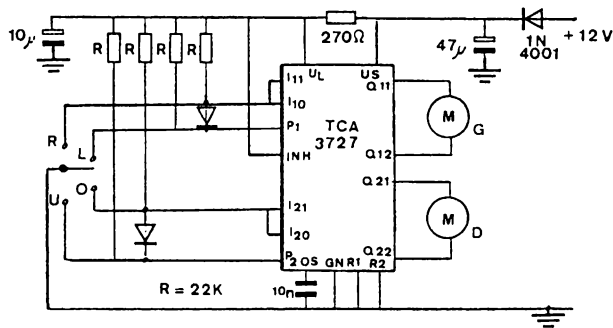 10µ
R
R
R
R
270Ω
47µ
1N
4001
+12V
I11
UL
US
Q11
I10
P1
TCA
3727
M
G
INH
Q12
R
L
U
O
Q21
I21
I20
M
D
Q22
P2
OS
GN
R1
R2
R = 22K
10n